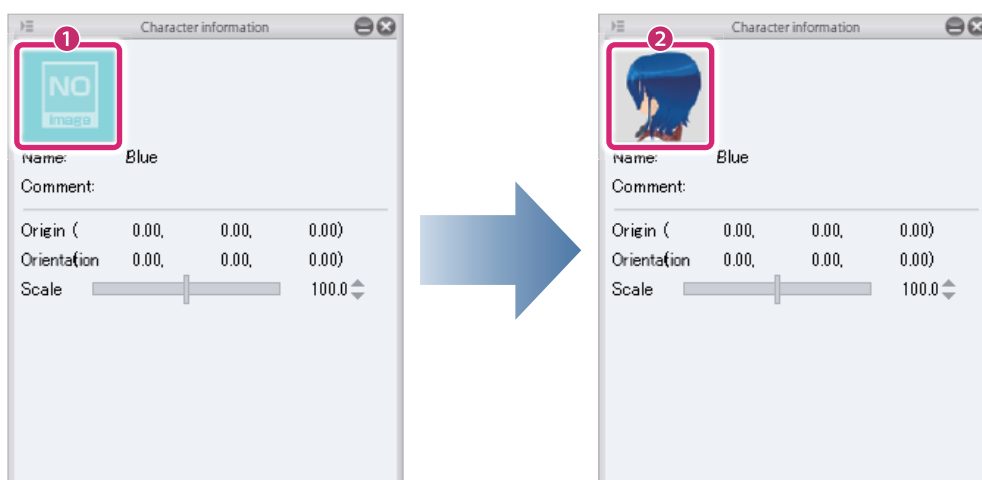 Character information
1
NO
image
Name: Blue
Comment:
Origin ( 0.00, 0.00, 0.00)
Orientation 0.00, 0.00, 0.00)
Scale 100.0
Character information
2
Name: Blue
Comment:
Origin ( 0.00, 0.00, 0.00)
Orientation 0.00, 0.00, 0.00)
Scale 100.0